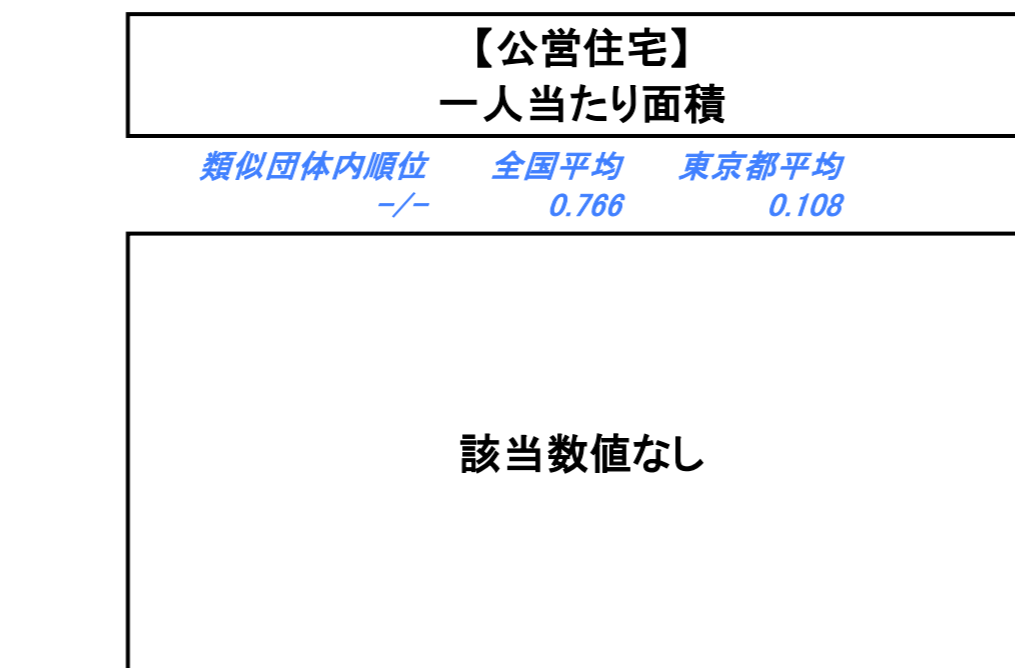 【公営住宅】
一人当たり面積
類似団体内順位 全国平均 東京都平均
-/- 0.766 0.108
該当数値なし